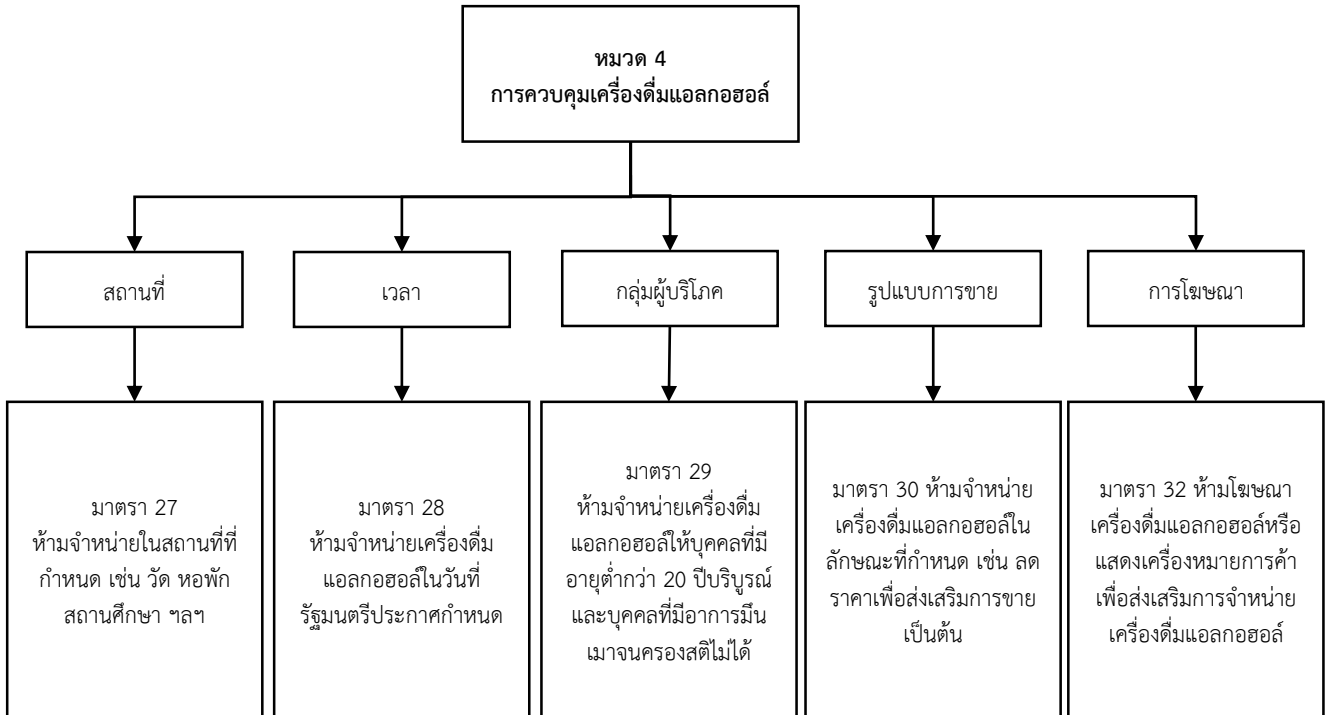 หมวด 4
การควบคุมเครื่องดื่มแอลกอฮอล์
สถานที่
เวลา
กลุ่มผู้บริโภค
รูปแบบการขาย
การโฆษณา
มาตรา 27
ห้ามจำหน่ายในสถานที่ที่
กำหนด เช่น วัด หอพัก
สถานศึกษา ฯลฯ
มาตรา 28
ห้ามจำหน่ายเครื่องดื่ม
แอลกอฮอล์ในวันที่
รัฐมนตรีประกาศกำหนด
มาตรา 29
ห้ามจำหน่ายเครื่องดื่ม
แอลกอฮอล์ให้บุคคลที่มี
อายุต่ำกว่า 20 ปีบริบูรณ์
และบุคคลที่มีอาการมึน
เมาจนครองสติไม่ได้
มาตรา 30 ห้ามจำหน่าย
เครื่องดื่มแอลกอฮอล์ใน
ลักษณะที่กำหนด เช่น ลด
ราคาเพื่อส่งเสริมการขาย
เป็นต้น
มาตรา 32 ห้ามโฆษณา
เครื่องดื่มแอลกอฮอล์หรือ
แสดงเครื่องหมายการค้า
เพื่อส่งเสริมการจำหน่าย
เครื่องดื่มแอลกอฮอล์